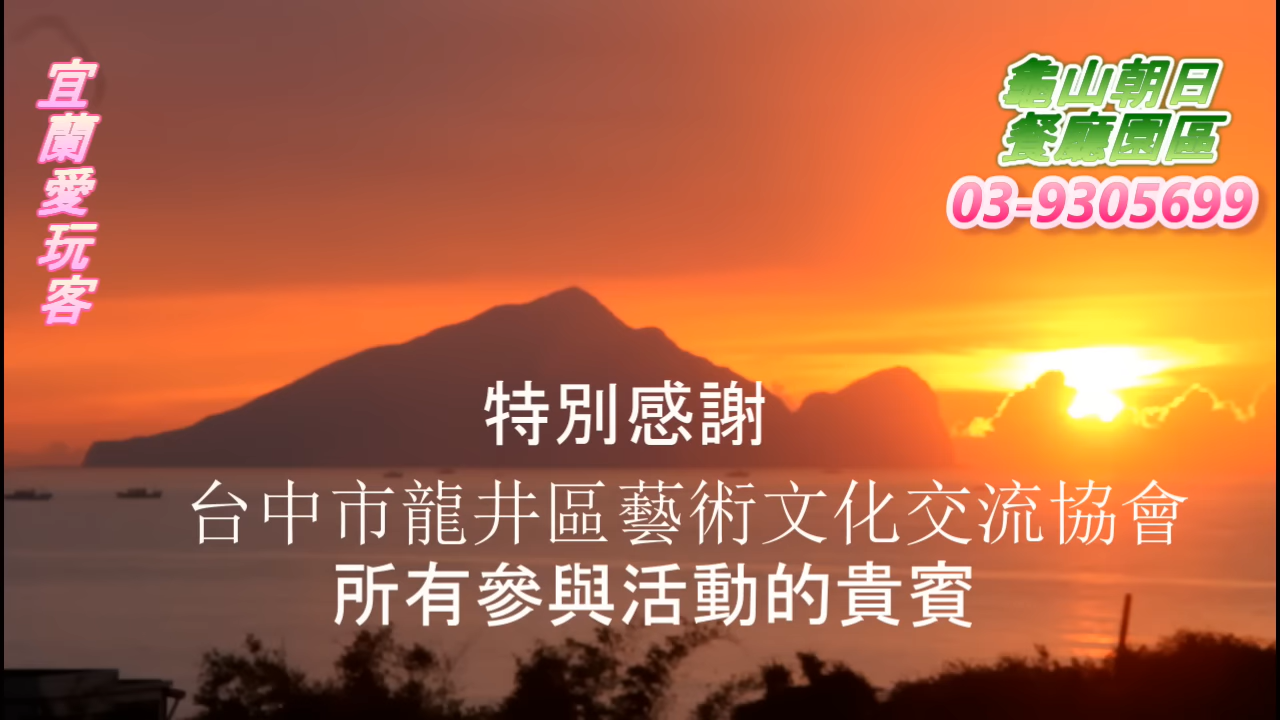 宜蘭愛玩客
龜山朝日
餐廳園區
03-9305699
特別感謝
台中市龍井區藝術文化交流協會
所有參與活動的貴賓